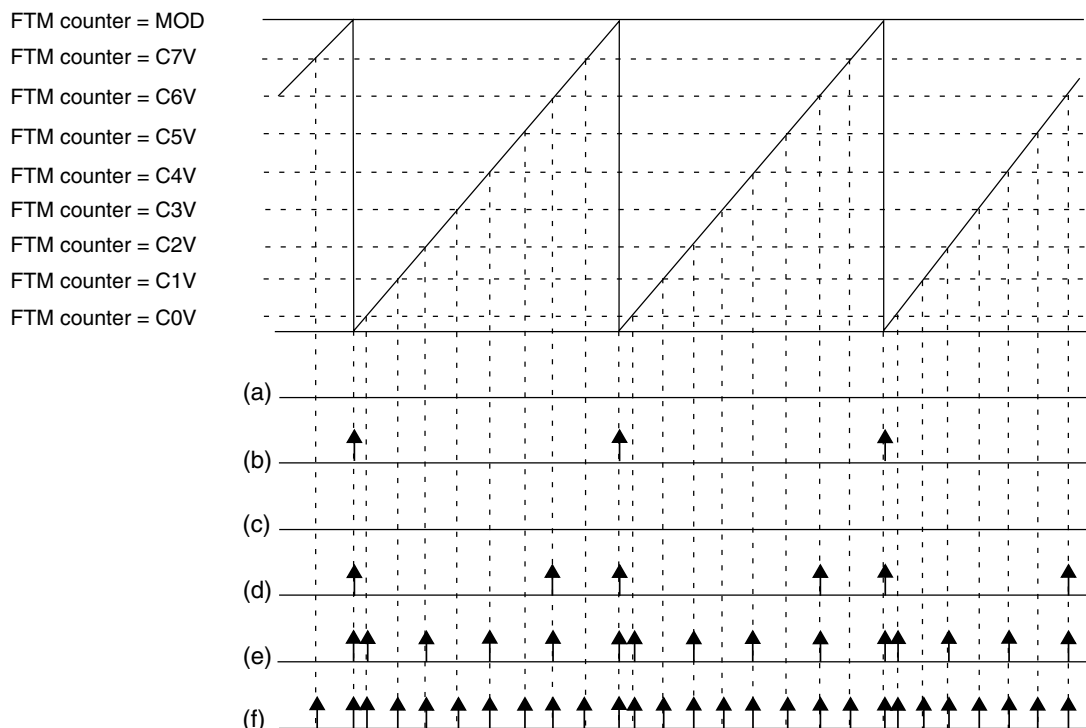 FTM counter = MOD
FTM counter = C7V
FTM counter = C6V
FTM counter = C5V
FTM counter = C4V
FTM counter = C3V
FTM counter = C2V
FTM counter = C1V
FTM counter = C0V
(a)
(b)
(c)
(d)
(e)
(f)